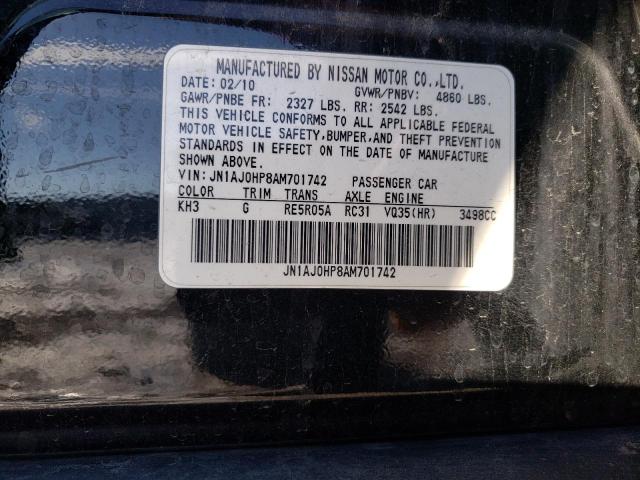 MANUFACTURED BY NISSAN MOTOR CO.,LTD.
DATE: 02/10 GVWR/PNBV: 4860 LBS.
GAWR/PNBE FR: 2327 LBS. RR: 2542 LBS.
THIS VEHICLE CONFORMS TO ALL APPLICABLE FEDERAL
MOTOR VEHICLE SAFETY,BUMPER,AND THEFT PREVENTION
STANDARDS IN EFFECT ON THE DATE OF MANUFACTURE
SHOWN ABOVE.
VIN: JN1AJ0HP8AM701742 PASSENGER CAR
COLOR TRIM TRANS AXLE ENGINE
KH3 G RE5R05A RC31 VQ35(HR) 3498CC
JN1AJ0HP8AM701742